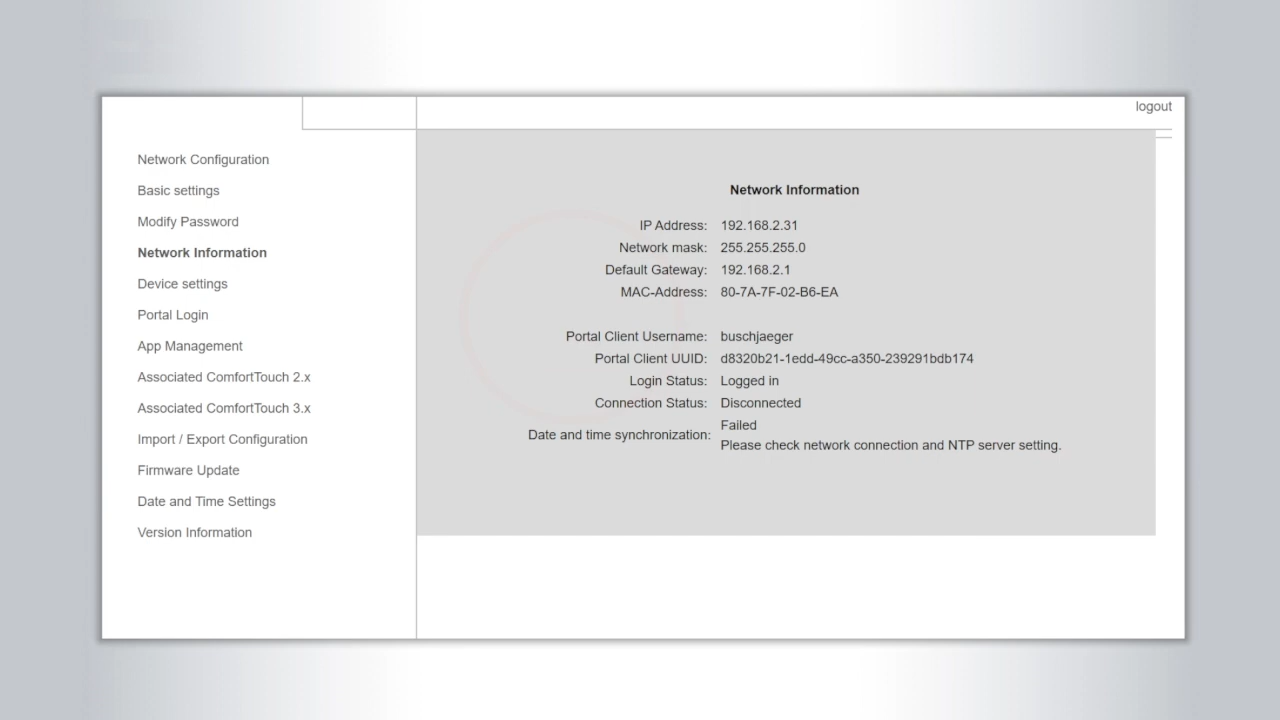 logout
Network Configuration
Basic settings
Modify Password
Network Information
Device settings
Portal Login
App Management
Associated ComfortTouch 2.x
Associated ComfortTouch 3.x
Import / Export Configuration
Firmware Update
Date and Time Settings
Version Information
Network Information
IP Address: 192.168.2.31
Network mask: 255.255.255.0
Default Gateway: 192.168.2.1
MAC-Address: 80-7A-7F-02-B6-EA
Portal Client Username: buschjaeger
Portal Client UUID: d8320b21-1edd-49cc-a350-239291bdb174
Login Status: Logged in
Connection Status: Disconnected
Date and time synchronization: Failed
Please check network connection and NTP server setting.